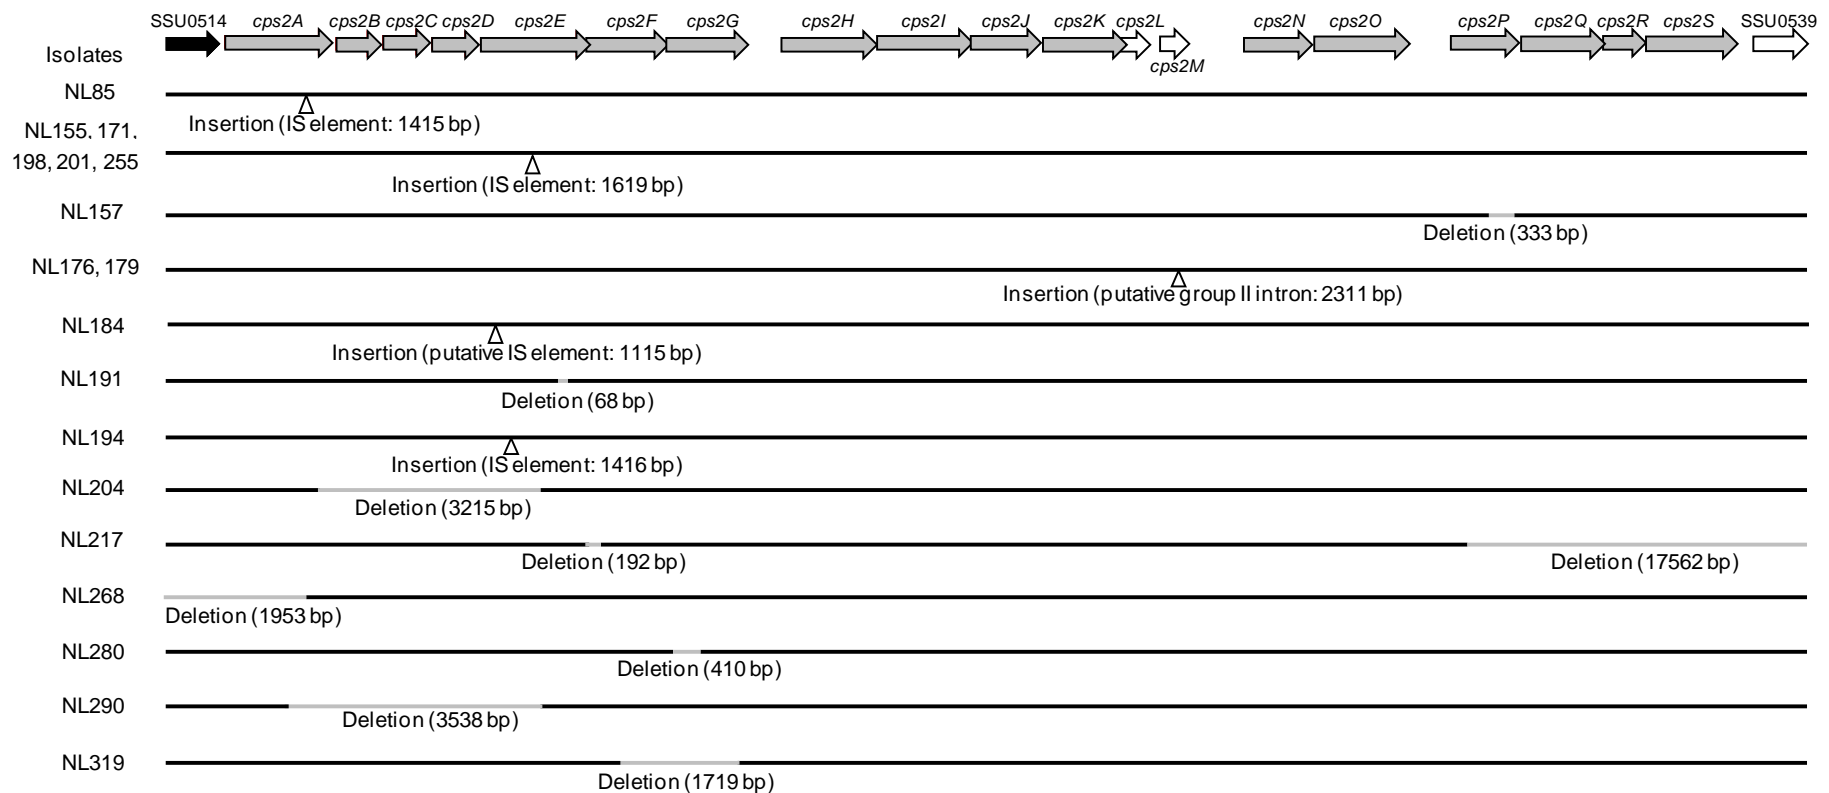 SSU0514 cps2A cps2B cps2C cps2D cps2E cps2F cps2G cps2H cps2I cps2J cps2K cps2L cps2N cps2O cps2P cps2Q cps2R cps2S SSU0539
Isolates
cps2M
NL85
Insertion (IS element: 1415 bp)
NL155, 171,
198, 201, 255
Insertion (IS element: 1619 bp)
NL157
Deletion (333 bp)
NL176, 179
Insertion (putative group II intron: 2311 bp)
NL184
Insertion (putative IS element: 1115 bp)
NL191
Deletion (68 bp)
NL194
Insertion (IS element: 1416 bp)
NL204
Deletion (3215 bp)
NL217
Deletion (192 bp) Deletion (17562 bp)
NL268
Deletion (1953 bp)
NL280
Deletion (410 bp)
NL290
Deletion (3538 bp)
NL319
Deletion (1719 bp)